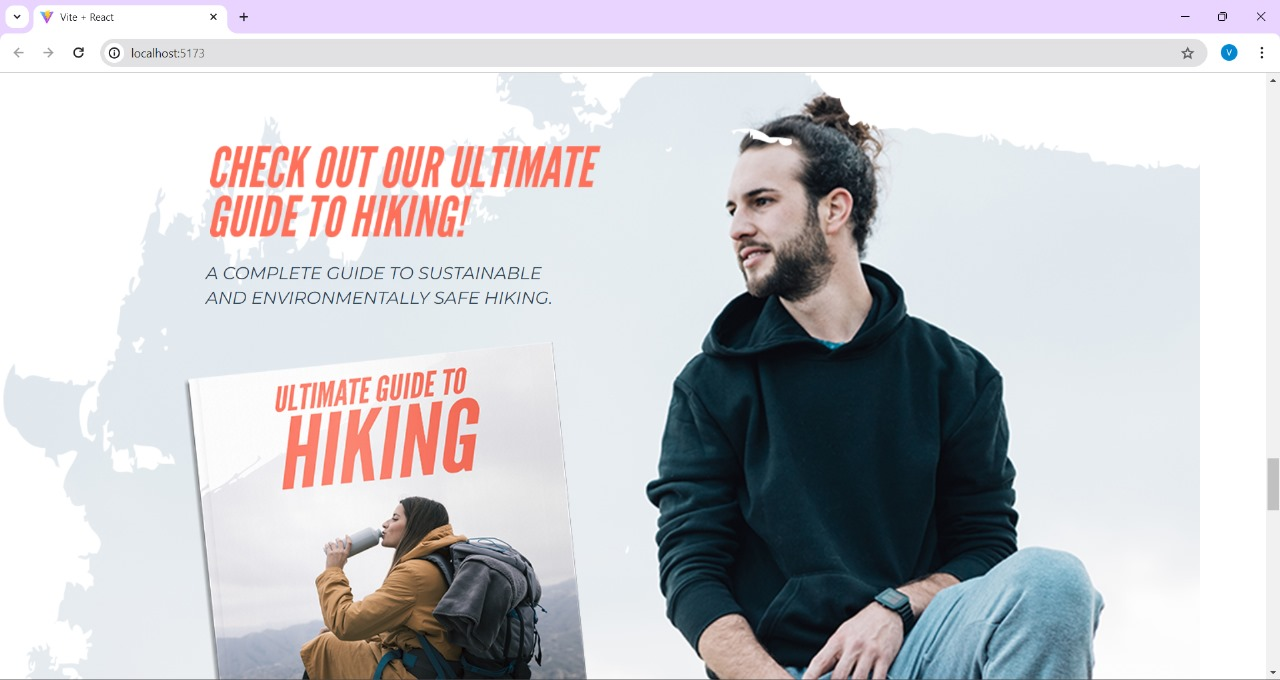 Vite + React
localhost:5173
V
CHECK OUT OUR ULTIMATE
GUIDE TO HIKING!
A COMPLETE GUIDE TO SUSTAINABLE
AND ENVIRONMENTALLY SAFE HIKING.
ULTIMATE GUIDE TO
HIKING